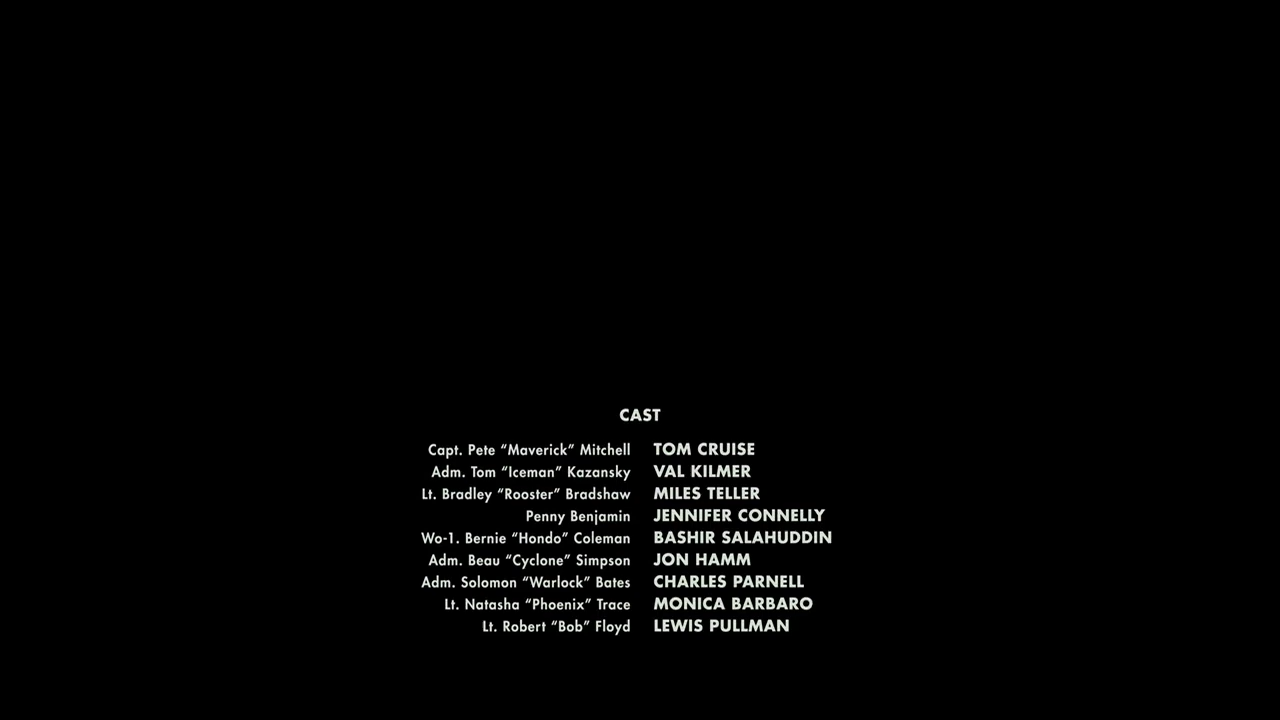 CAST
Capt. Pete “Maverick” Mitchell TOM CRUISE
Adm. Tom “Iceman” Kazansky VAL KILMER
Lt. Bradley “Rooster” Bradshaw MILES TELLER
Penny Benjamin JENNIFER CONNELLY
Wo-1. Bernie “Hondo” Coleman BASHIR SALAHUDDIN
Adm. Beau “Cyclone” Simpson JON HAMM
Adm. Solomon “Warlock” Bates CHARLES PARNELL
Lt. Natasha “Phoenix” Trace MONICA BARBARO
Lt. Robert “Bob” Floyd LEWIS PULLMAN